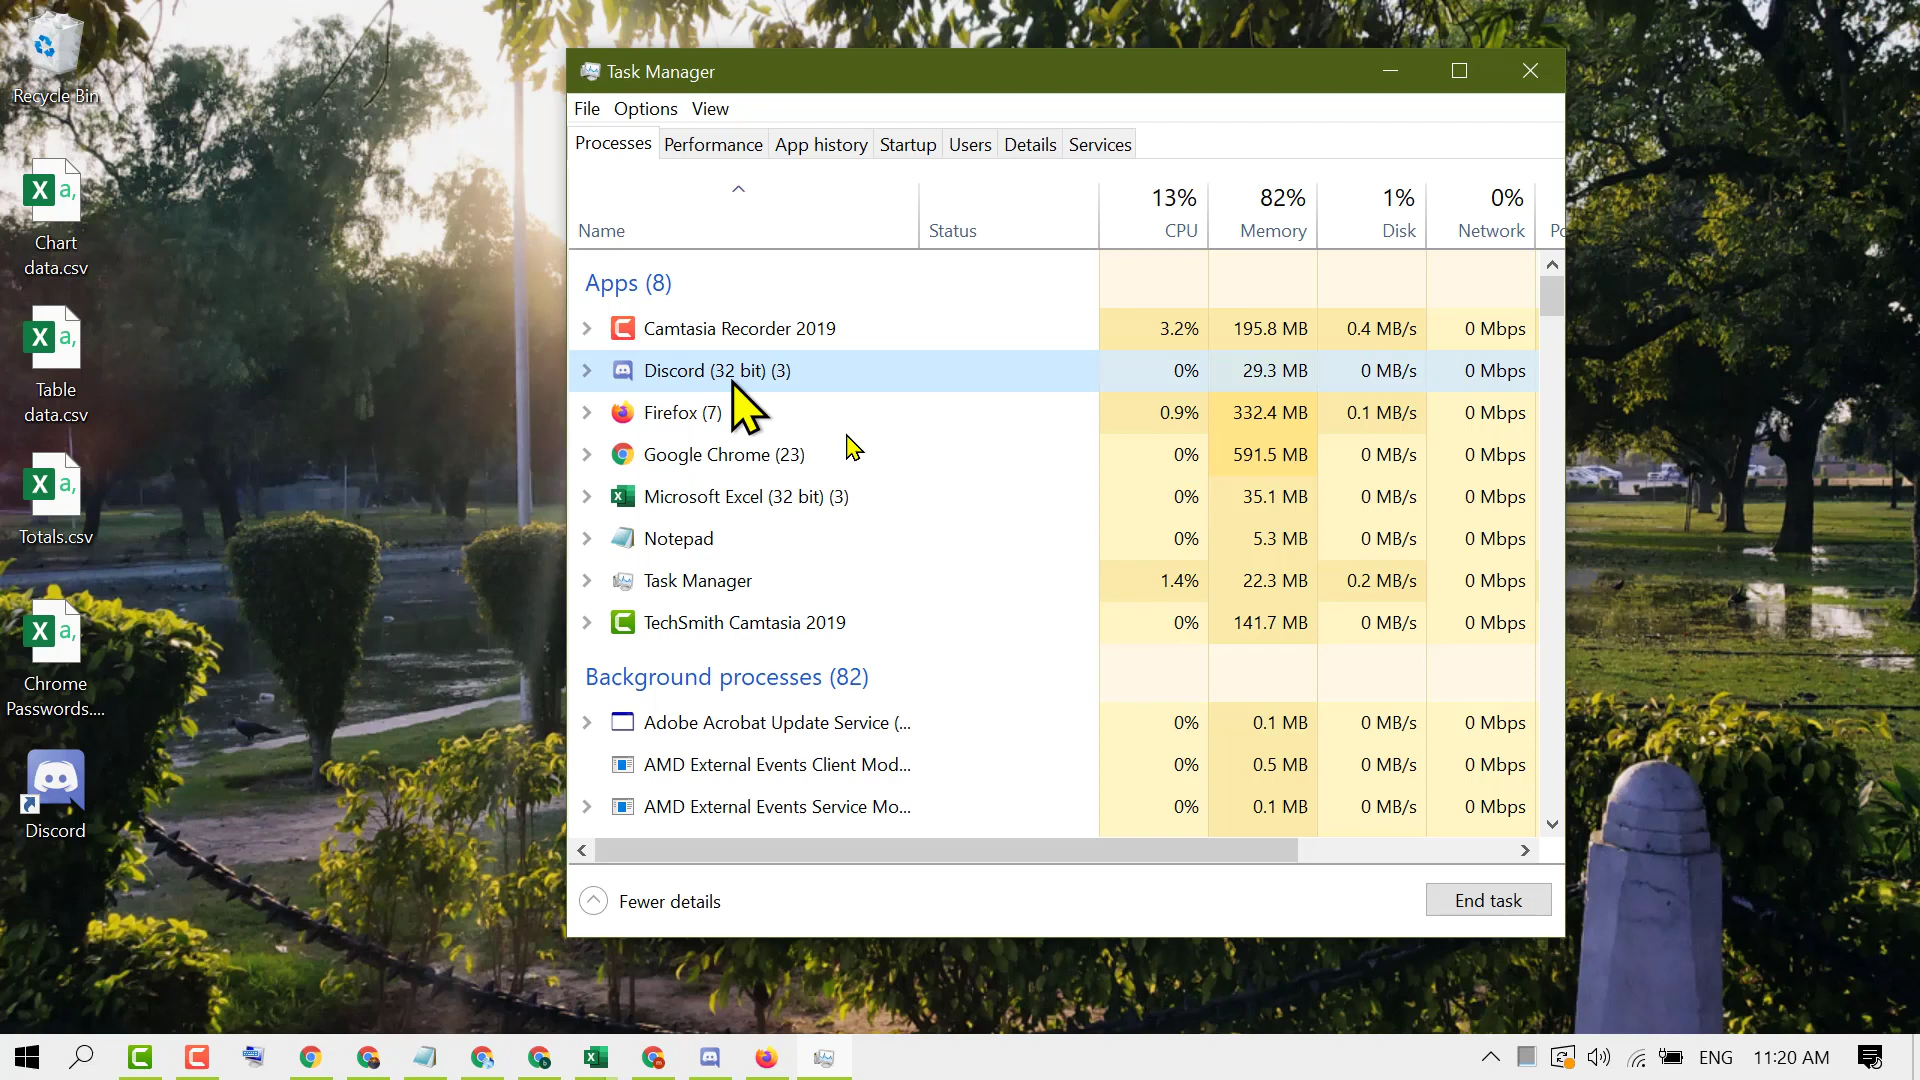 Recycle Bin
Chart
data.csv
Table
data.csv
Totals.csv
Chrome
Passwords....
Discord
Task Manager
File Options View
Processes Performance App history Startup Users Details Services
13% 82% 1% 0%
Name Status CPU Memory Disk Network Po
Apps (8)
Camtasia Recorder 2019 3.2% 195.8 MB 0.4 MB/s 0 Mbps
Discord (32 bit) (3) 0% 29.3 MB 0 MB/s 0 Mbps
Firefox (7) 0.9% 332.4 MB 0.1 MB/s 0 Mbps
Google Chrome (23) 0% 591.5 MB 0 MB/s 0 Mbps
Microsoft Excel (32 bit) (3) 0% 35.1 MB 0 MB/s 0 Mbps
Notepad 0% 5.3 MB 0 MB/s 0 Mbps
Task Manager 1.4% 22.3 MB 0.2 MB/s 0 Mbps
TechSmith Camtasia 2019 0% 141.7 MB 0 MB/s 0 Mbps
Background processes (82)
Adobe Acrobat Update Service (... 0% 0.1 MB 0 MB/s 0 Mbps
AMD External Events Client Mod... 0% 0.5 MB 0 MB/s 0 Mbps
AMD External Events Service Mo... 0% 0.1 MB 0 MB/s 0 Mbps
Fewer details
End task
ENG 11:20 AM